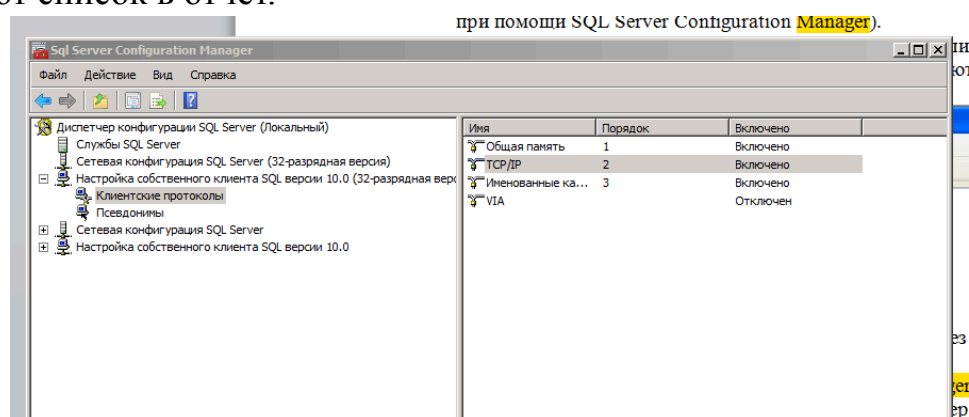 от список в отчет.
при помощи SQL Server Configuration Manager).
Sql Server Configuration Manager
Файл Действие Вид Справка
Диспетчер конфигурации SQL Server (Локальный)
Службы SQL Server
Сетевая конфигурация SQL Server (32-разрядная версия)
Настройка собственного клиента SQL версии 10.0 (32-разрядная верс
Клиентские протоколы
Псевдонимы
Сетевая конфигурация SQL Server
Настройка собственного клиента SQL версии 10.0
Имя Порядок Включено
Общая память 1 Включено
TCP/IP 2 Включено
Именованные ка... 3 Включено
VIA Отключен